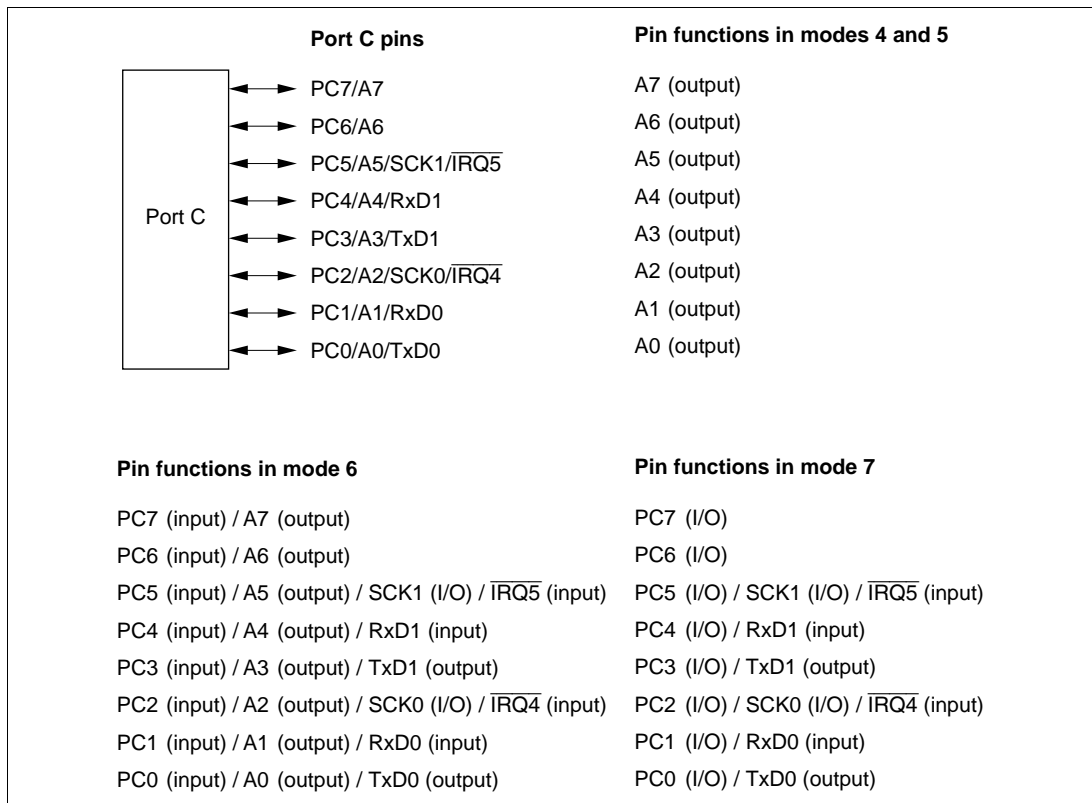 Port C pins
Pin functions in modes 4 and 5
Port C
PC7/A7
A7 (output)
PC6/A6
A6 (output)
PC5/A5/SCK1/I̅R̅Q̅5̅
A5 (output)
PC4/A4/RxD1
A4 (output)
PC3/A3/TxD1
A3 (output)
PC2/A2/SCK0/I̅R̅Q̅4̅
A2 (output)
PC1/A1/RxD0
A1 (output)
PC0/A0/TxD0
A0 (output)
Pin functions in mode 6
PC7 (input) / A7 (output)
PC6 (input) / A6 (output)
PC5 (input) / A5 (output) / SCK1 (I/O) / I̅R̅Q̅5̅ (input)
PC4 (input) / A4 (output) / RxD1 (input)
PC3 (input) / A3 (output) / TxD1 (output)
PC2 (input) / A2 (output) / SCK0 (I/O) / I̅R̅Q̅4̅ (input)
PC1 (input) / A1 (output) / RxD0 (input)
PC0 (input) / A0 (output) / TxD0 (output)
Pin functions in mode 7
PC7 (I/O)
PC6 (I/O)
PC5 (I/O) / SCK1 (I/O) / I̅R̅Q̅5̅ (input)
PC4 (I/O) / RxD1 (input)
PC3 (I/O) / TxD1 (output)
PC2 (I/O) / SCK0 (I/O) / I̅R̅Q̅4̅ (input)
PC1 (I/O) / RxD0 (input)
PC0 (I/O) / TxD0 (output)